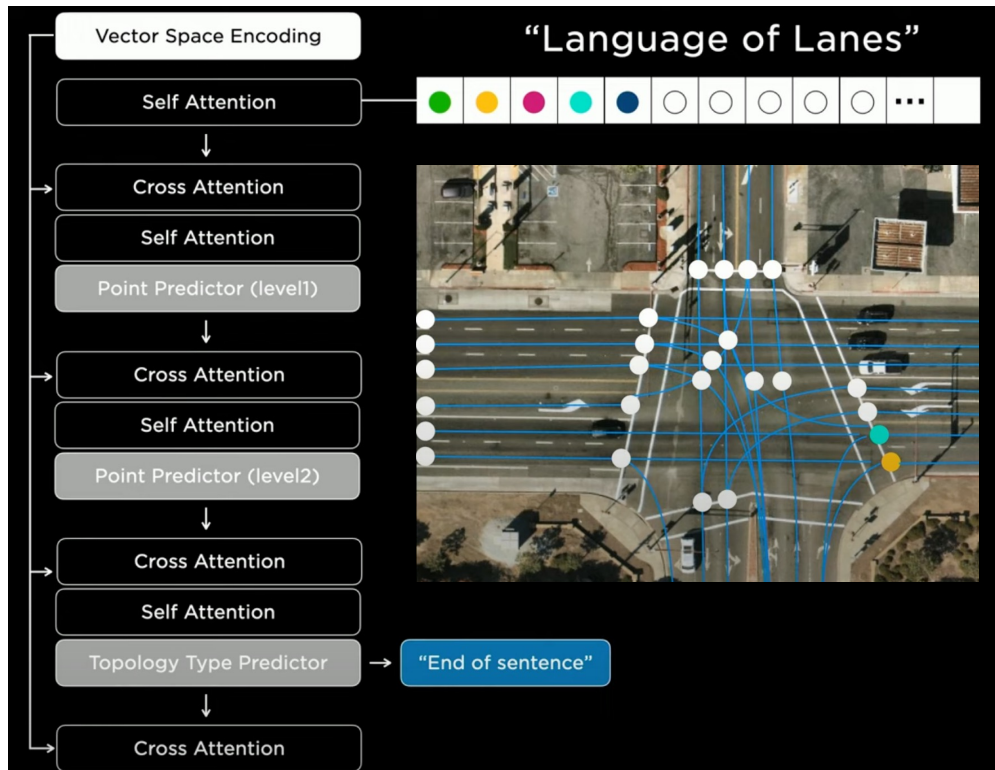 Vector Space Encoding
“Language of Lanes”
Self Attention
...
Cross Attention
Self Attention
Point Predictor (level1)
Cross Attention
Self Attention
Point Predictor (level2)
Cross Attention
Self Attention
Topology Type Predictor
“End of sentence”
Cross Attention